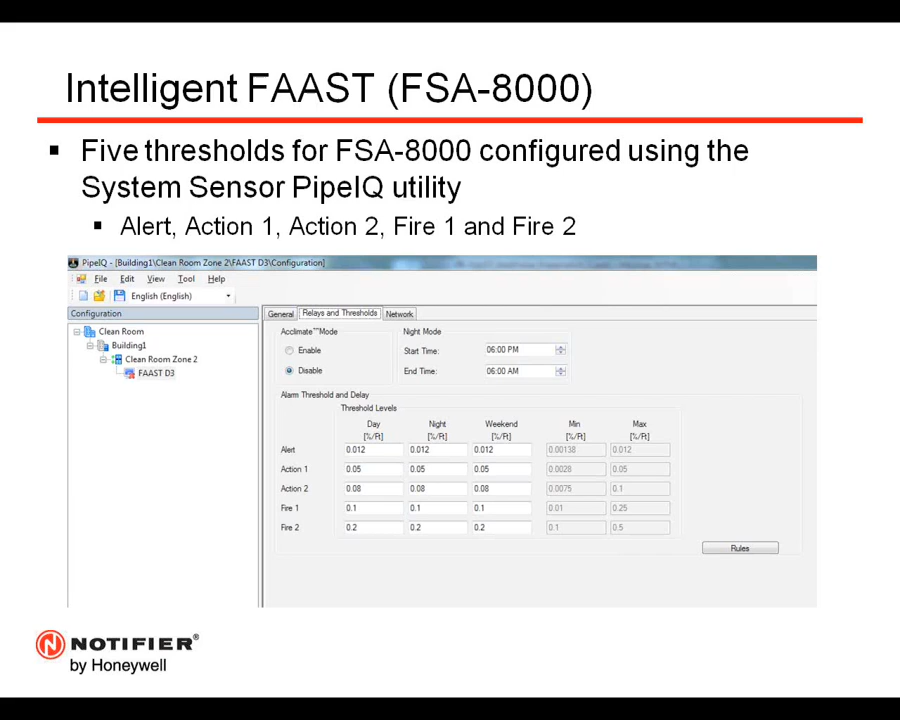 Intelligent FAAST (FSA-8000)
▪ Five thresholds for FSA-8000 configured using the
System Sensor PipeIQ utility
▪ Alert, Action 1, Action 2, Fire 1 and Fire 2
PipeIQ - [Building1\Clean Room Zone 2\FAAST D3\Configuration]
File Edit View Tool Help
English (English)
Configuration
General Relays and Thresholds Network
Clean Room
Building1
Clean Room Zone 2
FAAST D3
Acclimate™Mode Night Mode
Enable Start Time: 06:00 PM
Disable End Time: 06:00 AM
Alarm Threshold and Delay
Threshold Levels
Day Night Weekend Min Max
[%/Ft] [%/Ft] [%/Ft] [%/Ft] [%/Ft]
Alert 0.012 0.012 0.012 0.00138 0.012
Action 1 0.05 0.05 0.05 0.0028 0.05
Action 2 0.08 0.08 0.08 0.0075 0.1
Fire 1 0.1 0.1 0.1 0.01 0.25
Fire 2 0.2 0.2 0.2 0.1 0.5
Rules
NOTIFIER®
by Honeywell